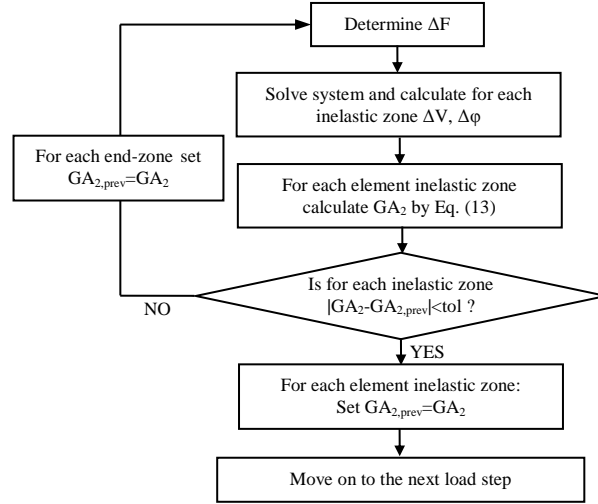 Determine ΔF
Solve system and calculate for each
inelastic zone ΔV, Δφ
For each end-zone set
GA2,prev=GA2
For each element inelastic zone
calculate GA2 by Eq. (13)
Is for each inelastic zone
|GA2-GA2,prev|<tol ?
NO
YES
For each element inelastic zone:
Set GA2,prev=GA2
Move on to the next load step